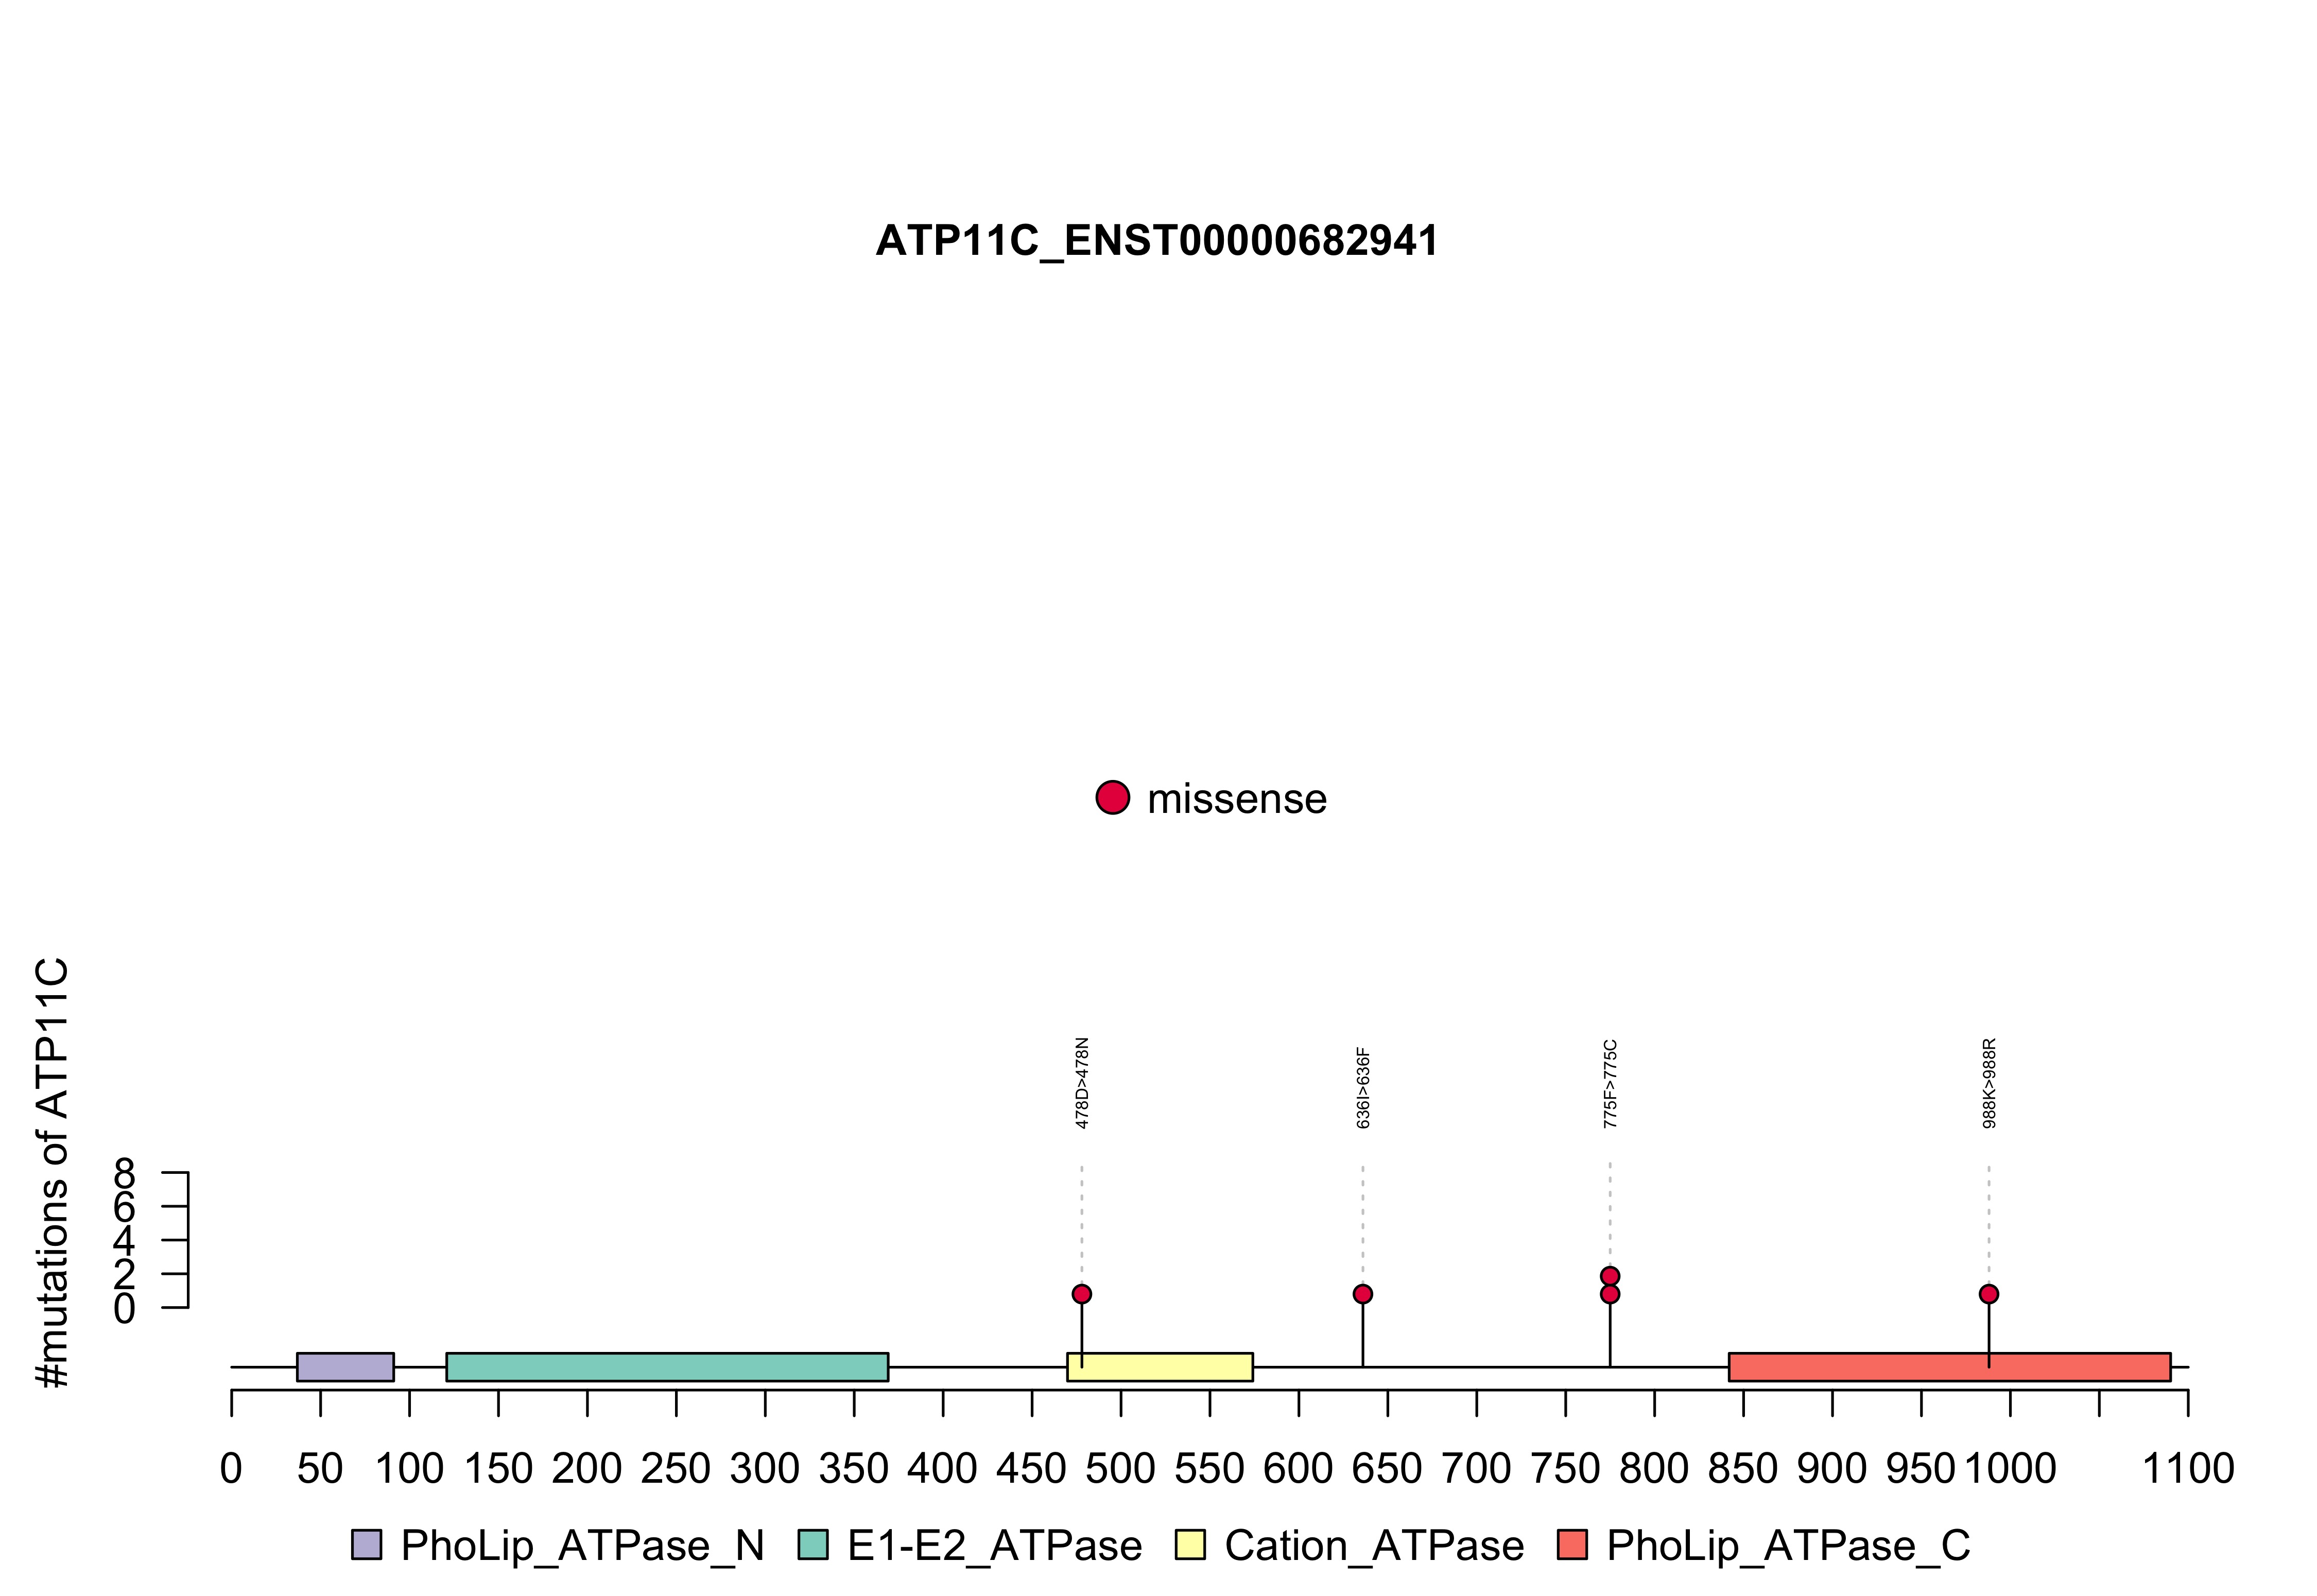 ATP11C_ENST00000682941
missense
#mutations of ATP11C
8
6
4
2
0
478D>478N
636I>636F
775F>775C
988K>988R
0 50 100 150 200 250 300 350 400 450 500 550 600 650 700 750 800 850 900 950 1000 1100
PhoLip_ATPase_N E1-E2_ATPase Cation_ATPase PhoLip_ATPase_C